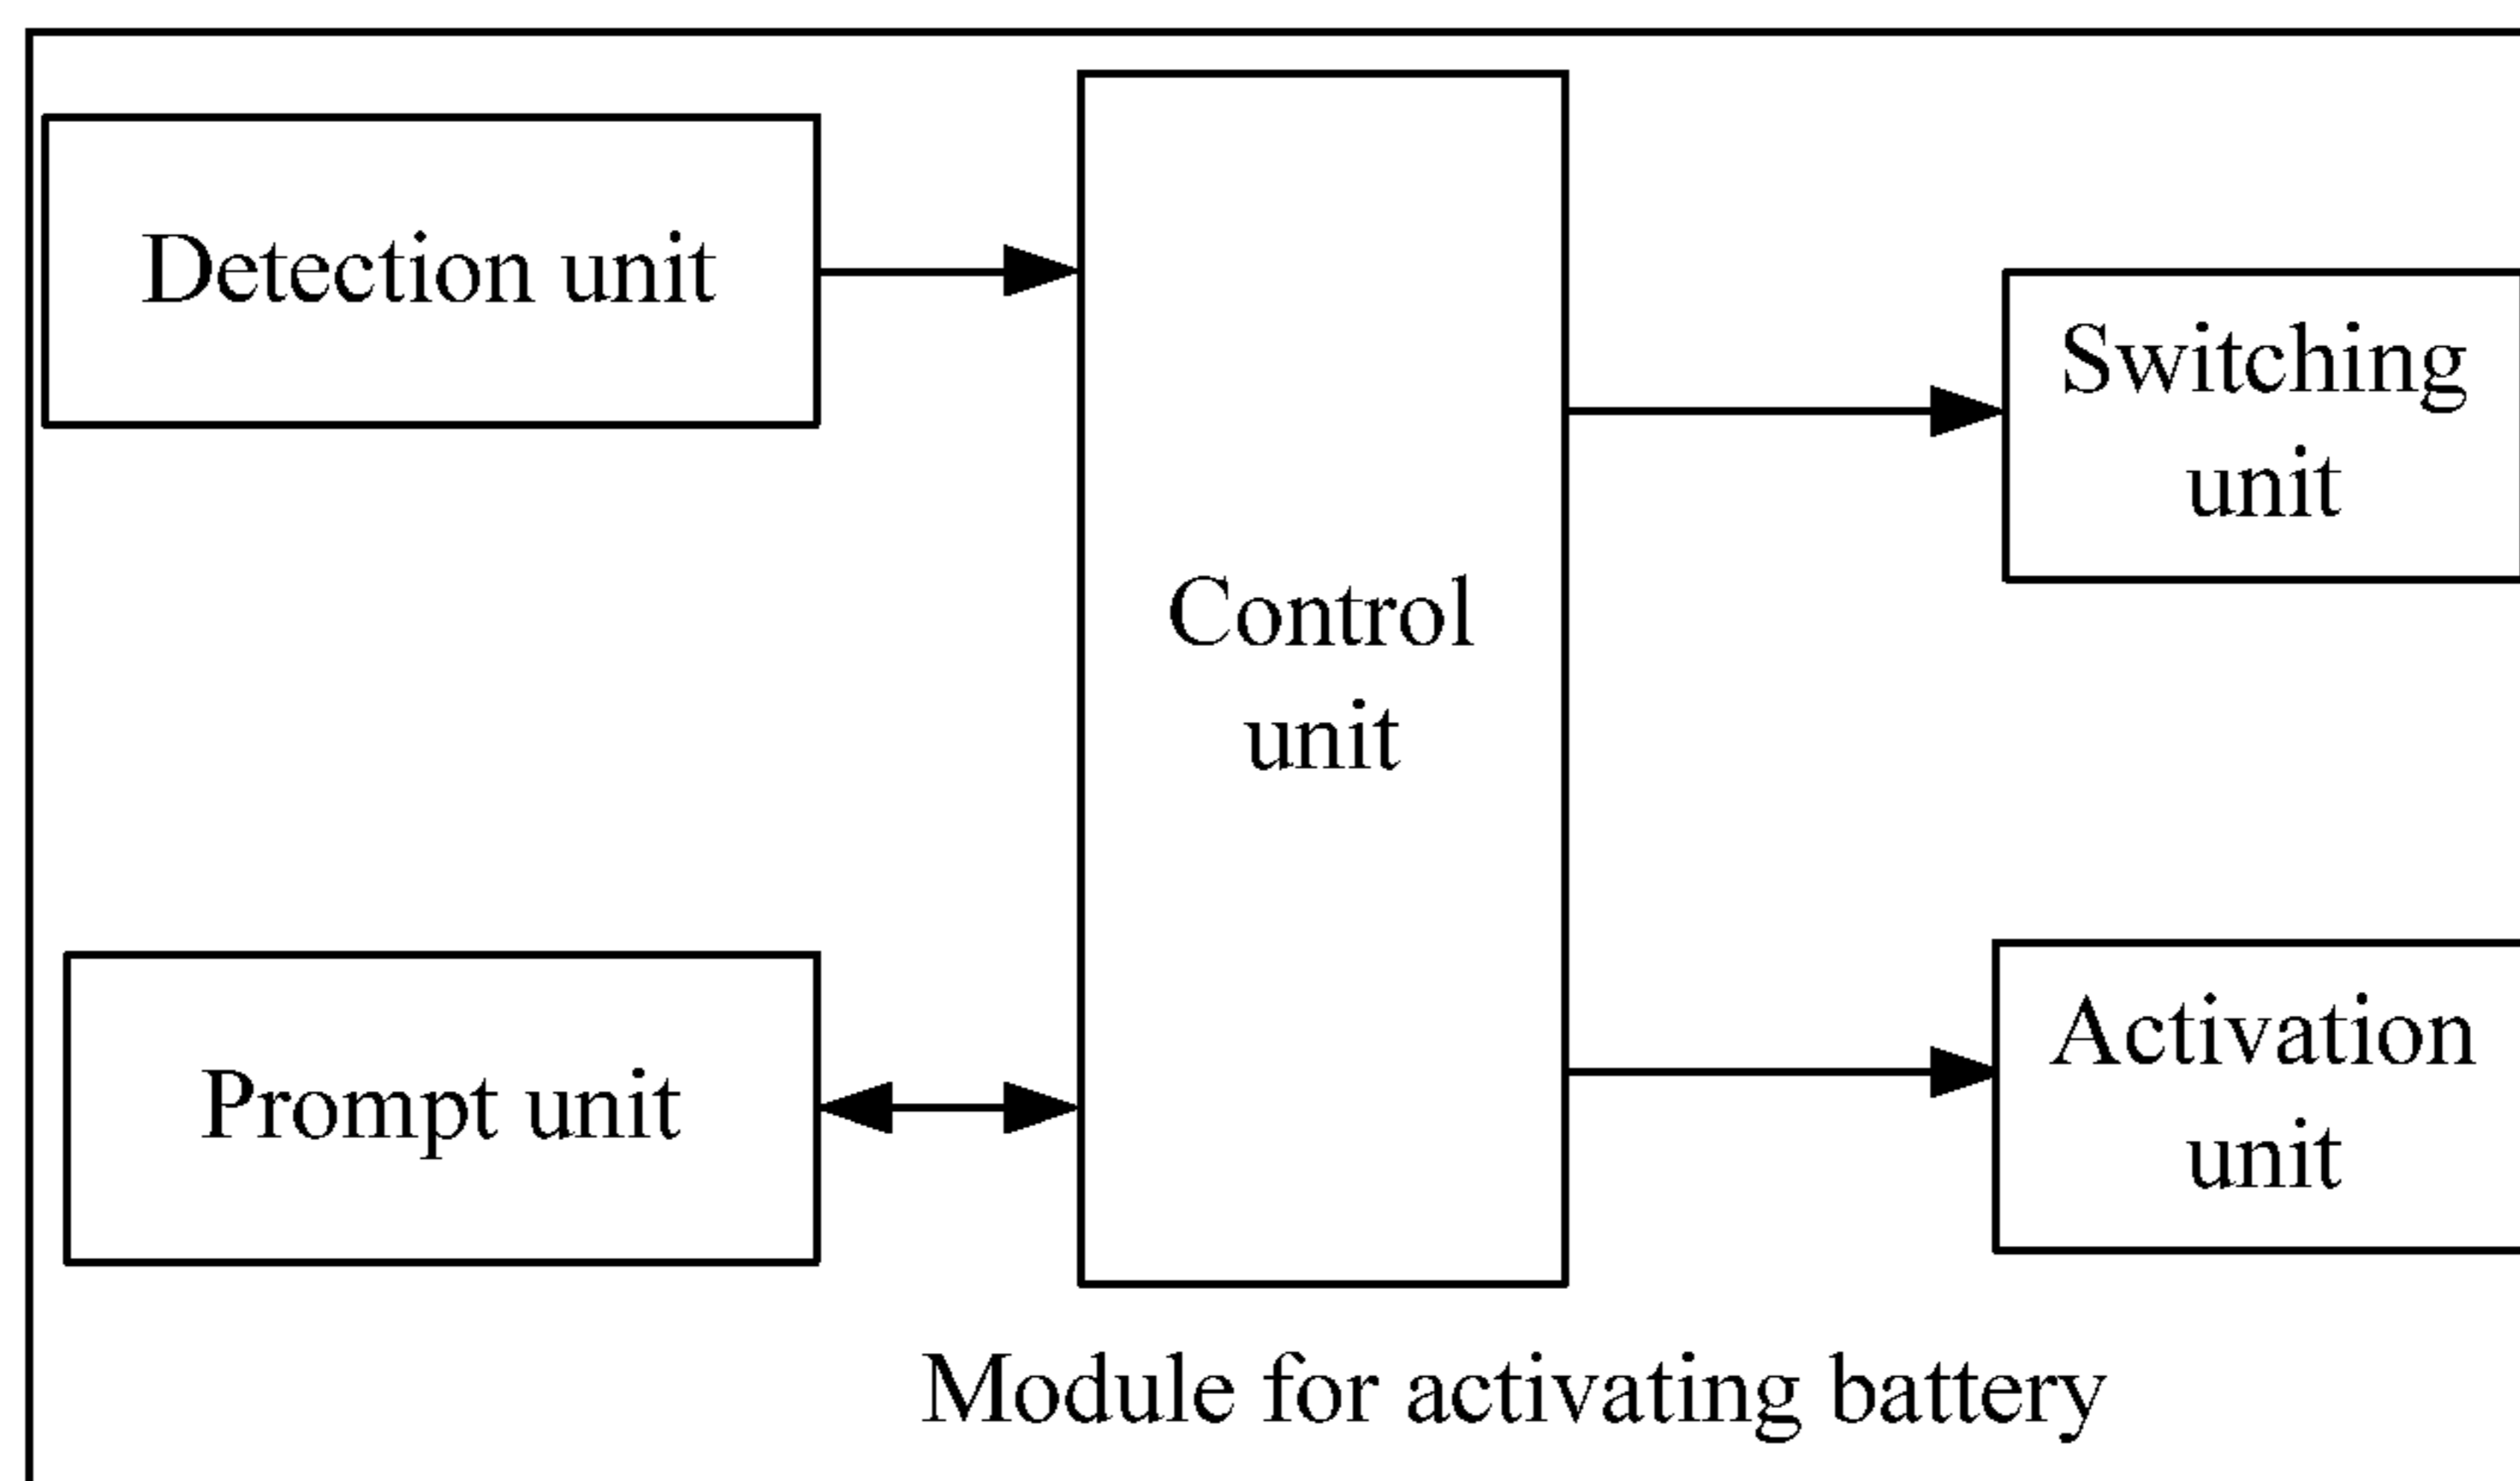 Detection unit
Switching
unit
Control
unit
Prompt unit
Activation
unit
Module for activating battery